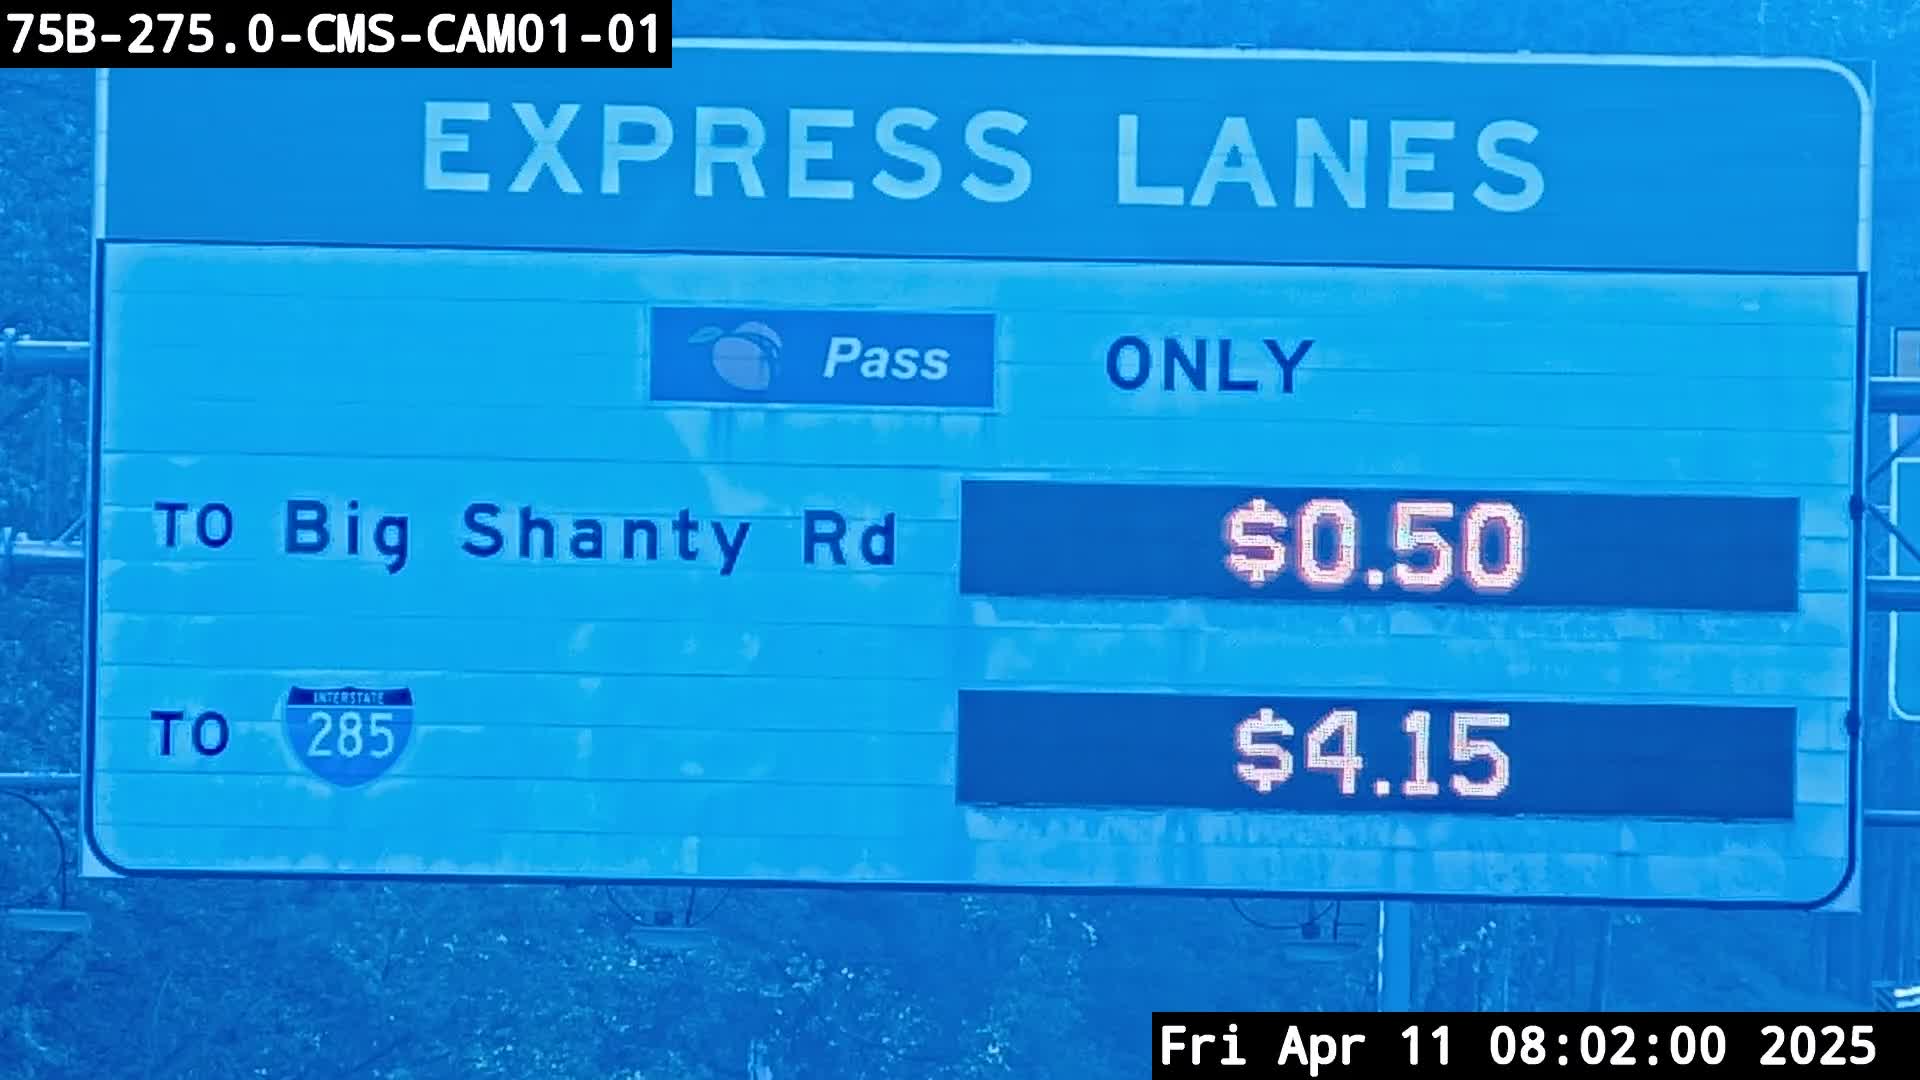 75B-275.0-CMS-CAM01-01
EXPRESS LANES
Pass ONLY
TO Big Shanty Rd $0.50
TO INTERSTATE 285 $4.15
Fri Apr 11 08:02:00 2025